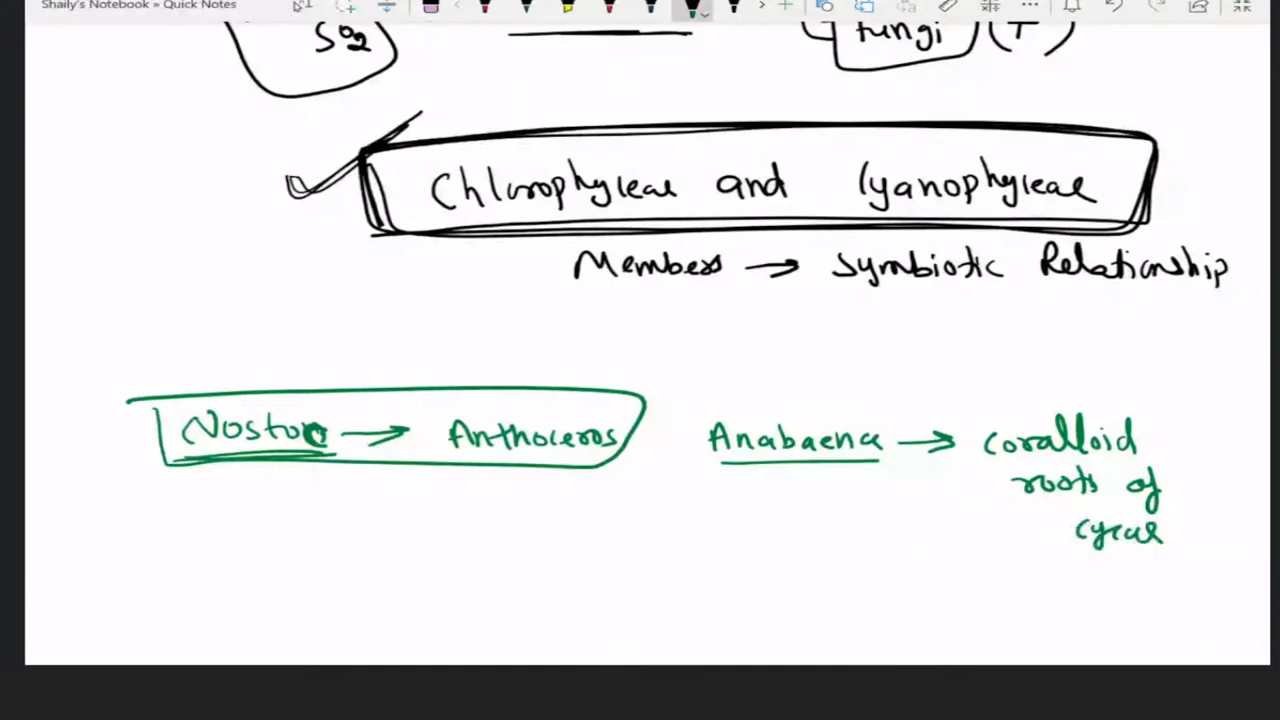 Shaily's Notebook » Quick Notes
SO2
fungi (T)
Chlorophyceae and Cyanophyceae
Members → Symbiotic Relationship
Nostoc → Anthoceros Anabaena → coralloid
roots of
cycas